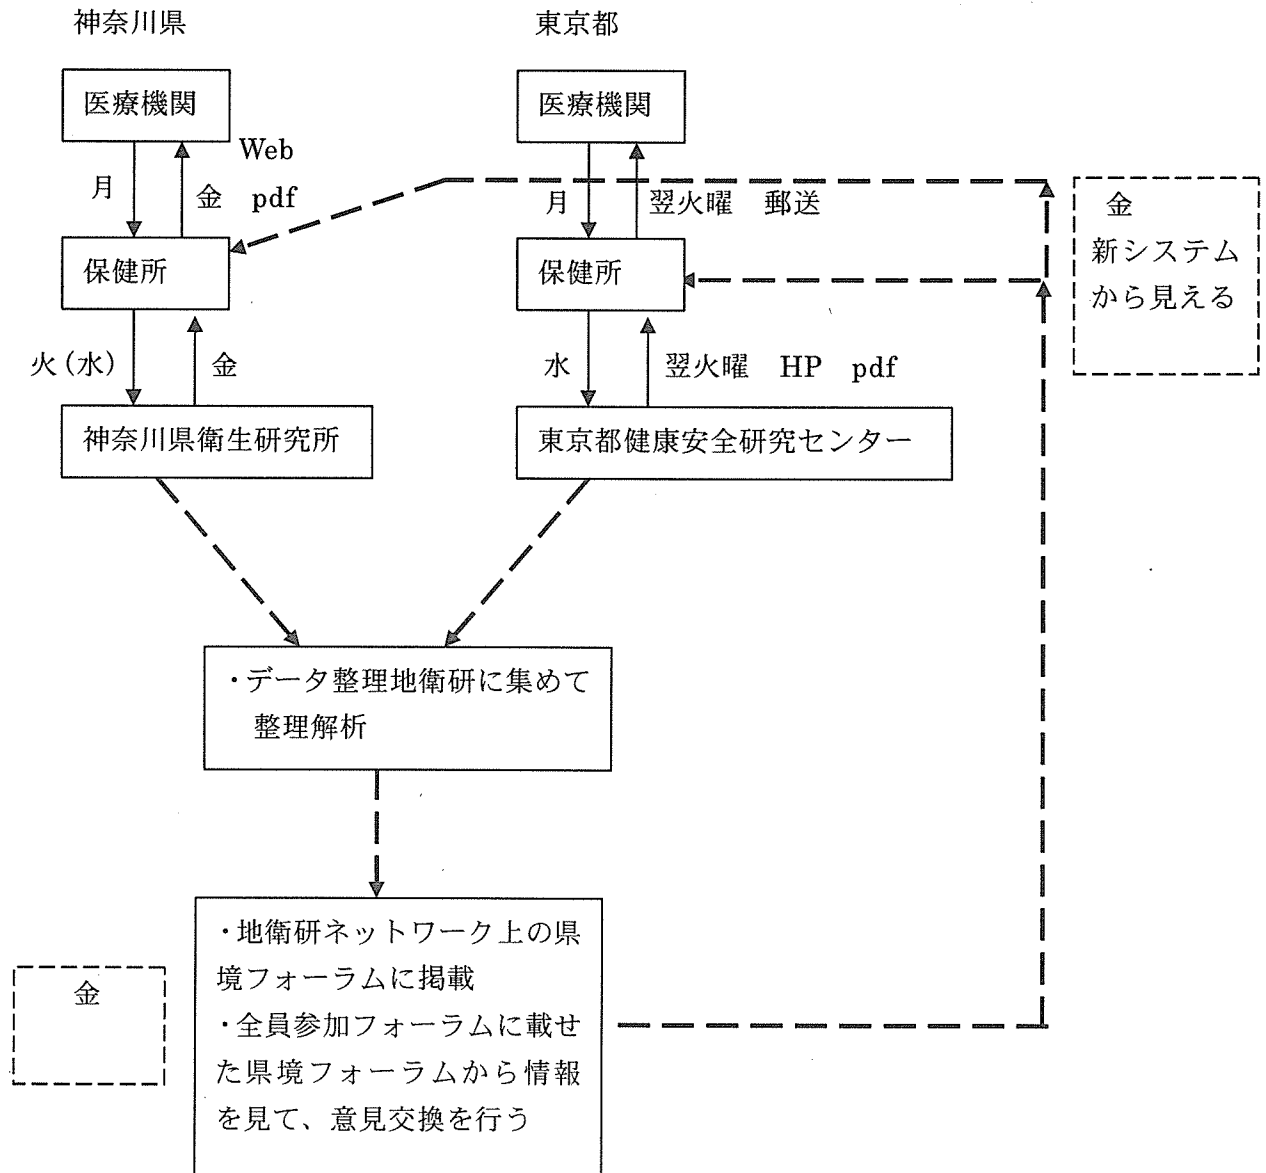 神奈川県
東京都
医療機関
医療機関
Web
月
金 pdf
月
翌火曜 郵送
金
新システム
から見える
保健所
保健所
火(水)
金
水
翌火曜 HP pdf
神奈川県衛生研究所
東京都健康安全研究センター
・データ整理地衛研に集めて
整理解析
・地衛研ネットワーク上の県
境フォーラムに掲載
・全員参加フォーラムに載せ
た県境フォーラムから情報
を見て、意見交換を行う
金